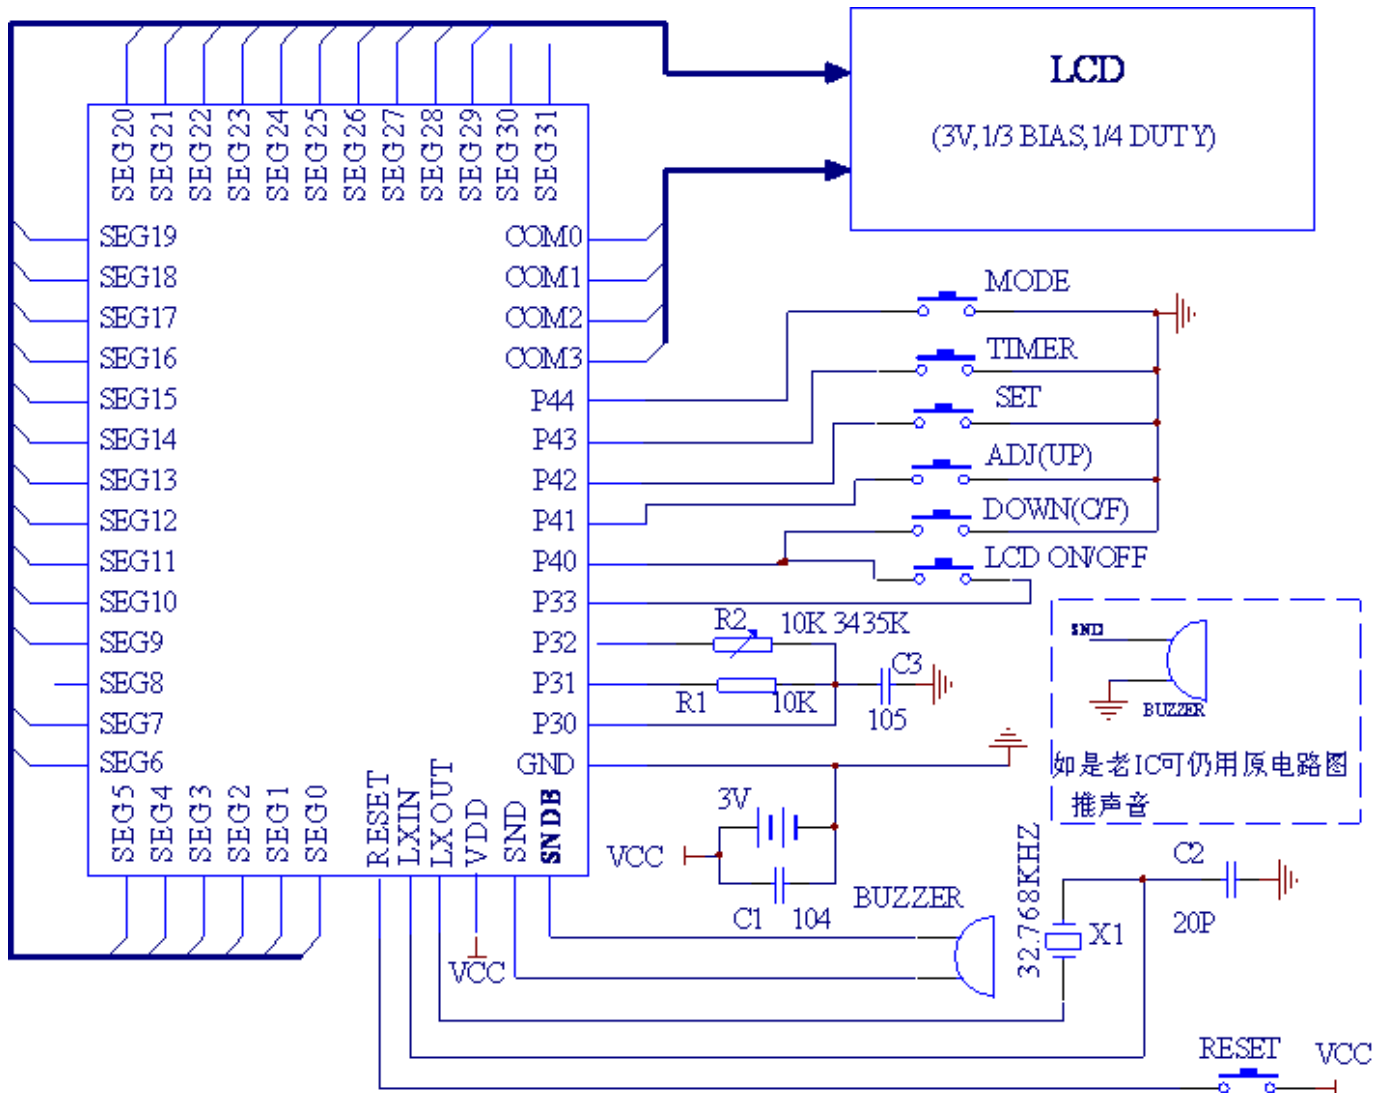 LCD
(3V,1/3 BIAS,1/4 DUTY)
SEG20
SEG21
SEG22
SEG23
SEG24
SEG25
SEG26
SEG27
SEG28
SEG29
SEG30
SEG31
SEG19
COM0
SEG18
COM1
MODE
SEG17
COM2
SEG16
COM3
TIMER
SEG15
P44
SET
SEG14
P43
ADJ(UP)
SEG13
P42
SEG12
P41
DOWN(C/F)
SEG11
P40
LCD ON/OFF
SEG10
P33
SEG9
P32
R2
10K 3435K
SEG8
P31
R1
10K
C3
105
SEG7
P30
SEG6
GND
SND
BUZZER
如是老IC可仍用原电路图
推声音
SEG5
SEG4
SEG3
SEG2
SEG1
SEG0
RESET
LXIN
LXOUT
VDD
SND
SNDB
3V
VCC
C1
104
VCC
BUZZER
32.768KHZ
X1
C2
20P
RESET
VCC